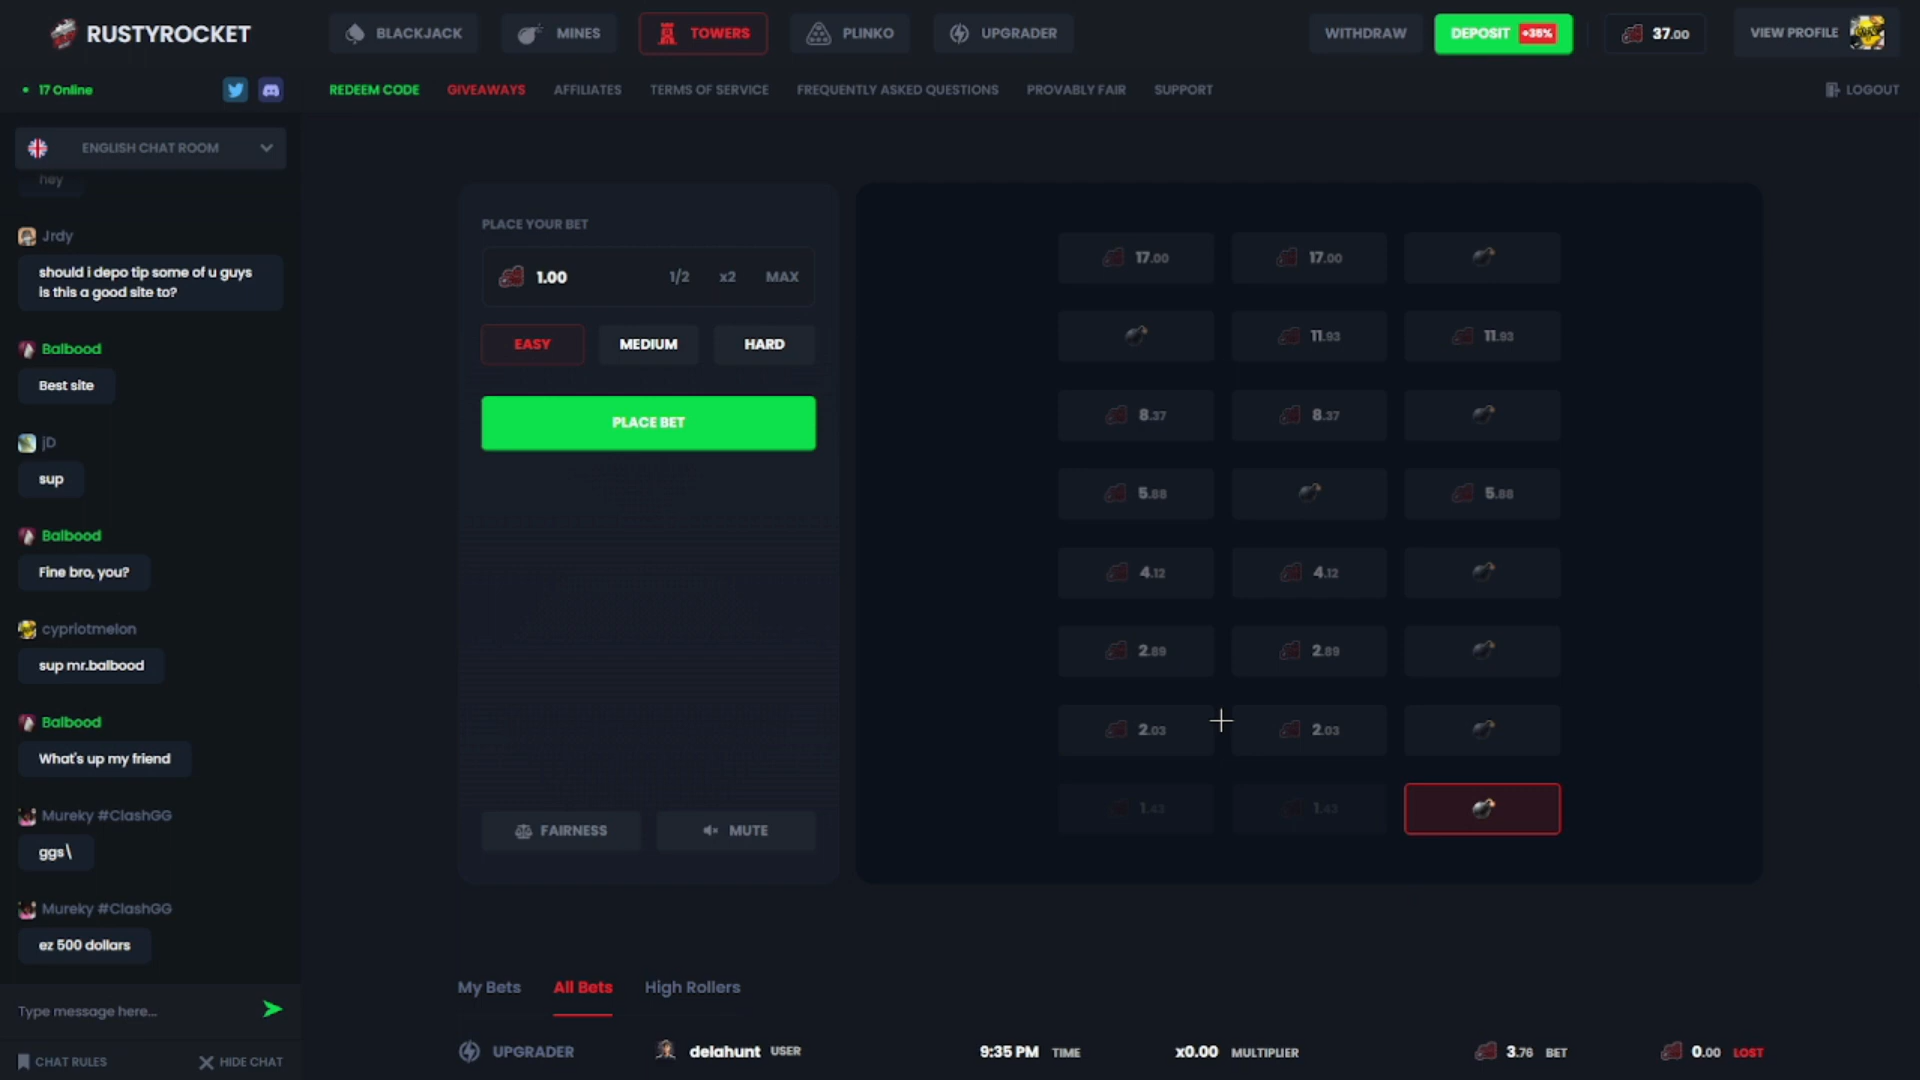 RUSTYROCKET
BLACKJACK
MINES
TOWERS
PLINKO
UPGRADER
WITHDRAW
DEPOSIT +35%
37.00
VIEW PROFILE
17 Online
REDEEM CODE
GIVEAWAYS
AFFILIATES
TERMS OF SERVICE
FREQUENTLY ASKED QUESTIONS
PROVABLY FAIR
SUPPORT
LOGOUT
ENGLISH CHAT ROOM
hey
Jrdy
should i depo tip some of u guys
is this a good site to?
Balbood
Best site
jD
sup
Balbood
Fine bro, you?
cypriotmelon
sup mr.balbood
Balbood
What's up my friend
Mureky #ClashGG
ggs\
Mureky #ClashGG
ez 500 dollars
Type message here...
CHAT RULES
HIDE CHAT
PLACE YOUR BET
1.00 1/2 x2 MAX
EASY MEDIUM HARD
PLACE BET
FAIRNESS MUTE
17.00 17.00
11.93 11.93
8.37 8.37
5.88 5.88
4.12 4.12
2.89 2.89
2.03 2.03
1.43 1.43
My Bets All Bets High Rollers
UPGRADER delahunt USER 9:35 PM TIME x0.00 MULTIPLIER 3.76 BET 0.00 LOST